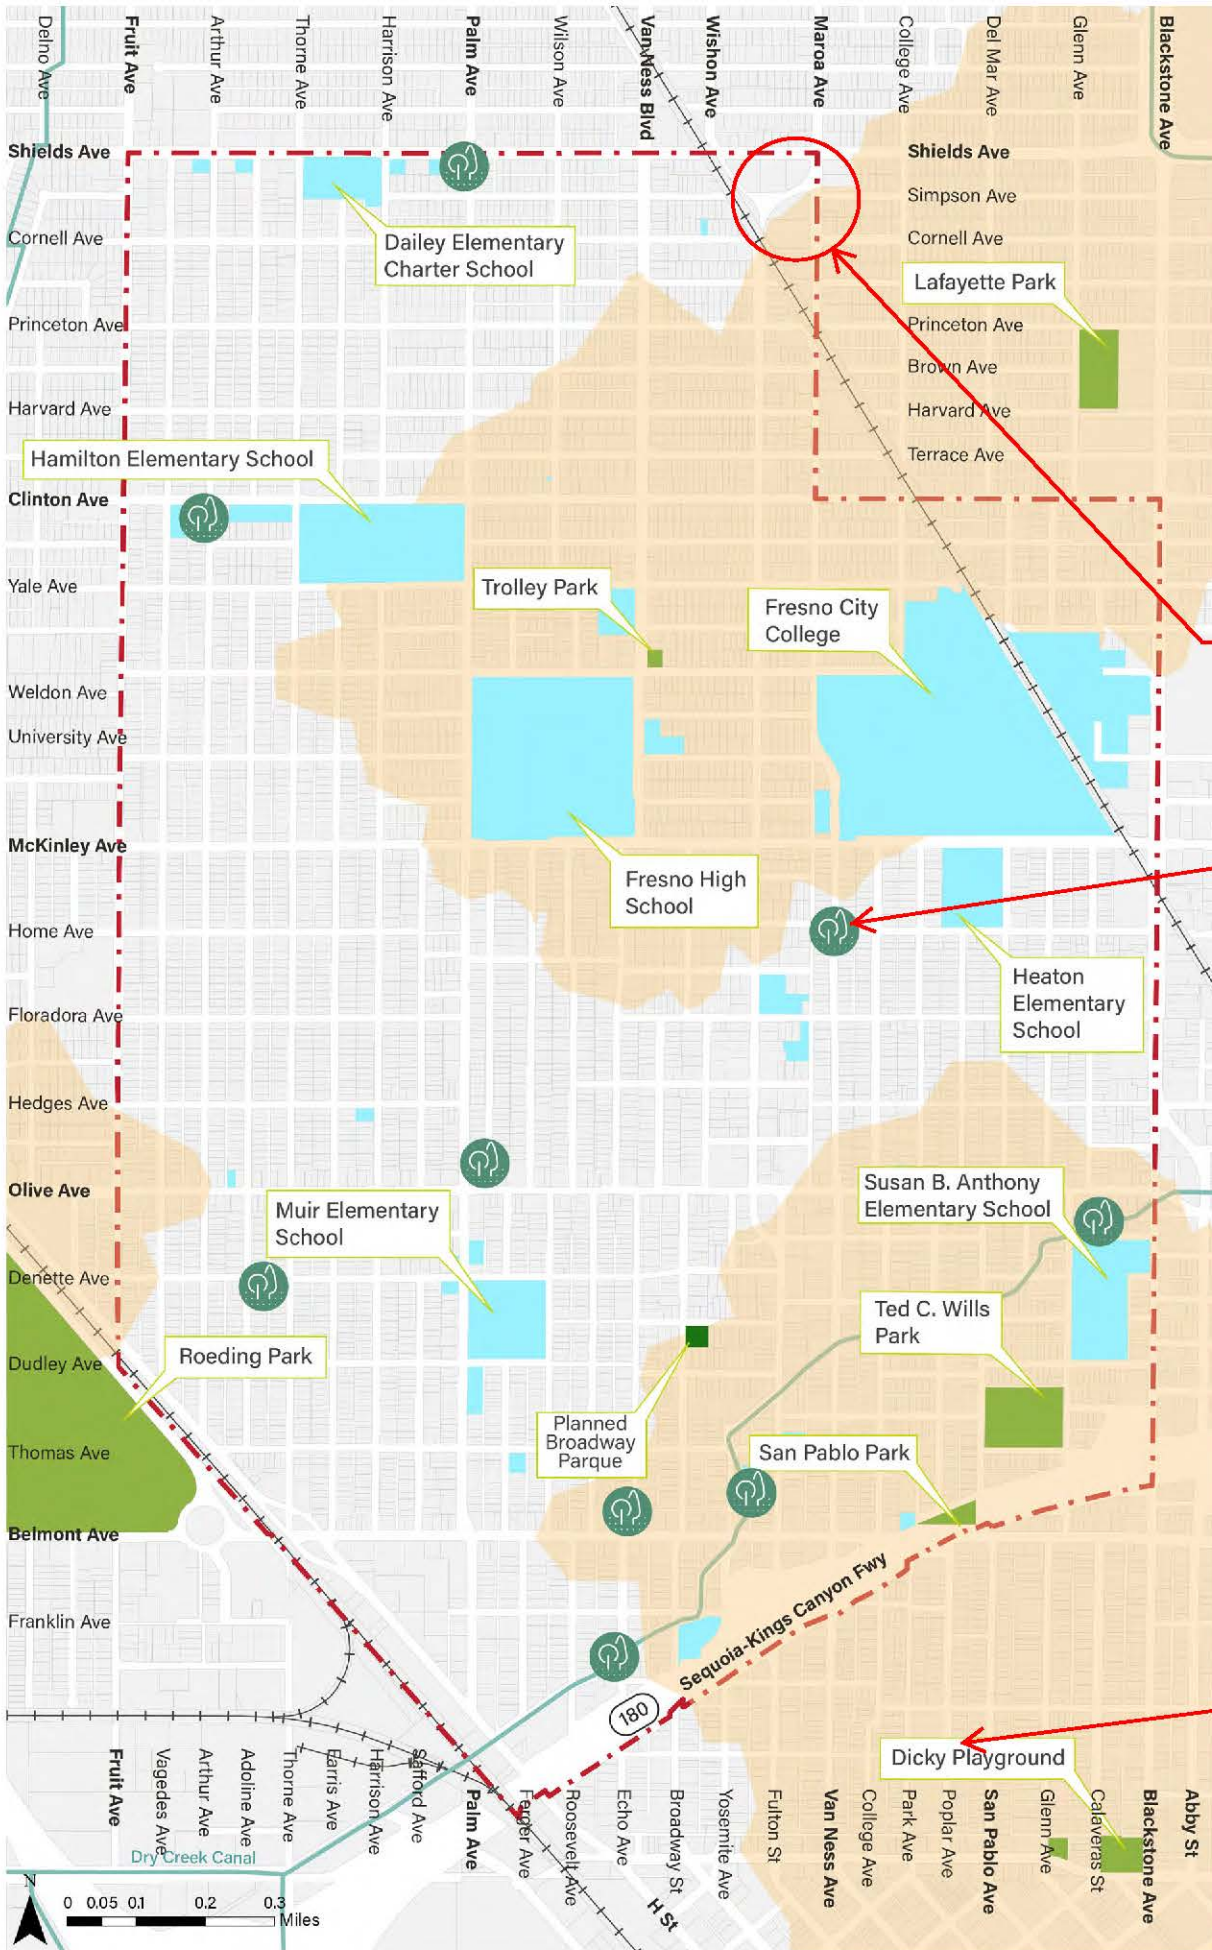 Delno Ave
Fruit Ave
Arthur Ave
Thorne Ave
Harrison Ave
Palm Ave
Wilson Ave
Van Ness Blvd
Wishon Ave
Maroa Ave
College Ave
Del Mar Ave
Glenn Ave
Blackstone Ave
Shields Ave
Shields Ave
Simpson Ave
Cornell Ave
Dailey Elementary
Charter School
Cornell Ave
Lafayette Park
Princeton Ave
Princeton Ave
Brown Ave
Harvard Ave
Harvard Ave
Hamilton Elementary School
Terrace Ave
Clinton Ave
Yale Ave
Trolley Park
Fresno City
College
Weldon Ave
University Ave
McKinley Ave
Fresno High
School
Home Ave
Heaton
Elementary
School
Floradora Ave
Hedges Ave
Olive Ave
Susan B. Anthony
Elementary School
Muir Elementary
School
Denette Ave
Ted C. Wills
Park
Roeding Park
Dudley Ave
Planned
Broadway
Parque
San Pablo Park
Thomas Ave
Belmont Ave
Sequoia-Kings Canyon Fwy
Franklin Ave
180
Dicky Playground
Fruit Ave
Vagedes Ave
Arthur Ave
Adoline Ave
Thorne Ave
Farris Ave
Harrison Ave
Safford Ave
Palm Ave
Ferger Ave
Roosevelt Ave
Echo Ave
Broadway St
Yosemite Ave
Fulton St
Van Ness Ave
College Ave
Park Ave
Poplar Ave
San Pablo Ave
Glenn Ave
Calaveras St
Blackstone Ave
Abby St
H St
Dry Creek Canal
N
0 0.05 0.1 0.2 0.3
Miles